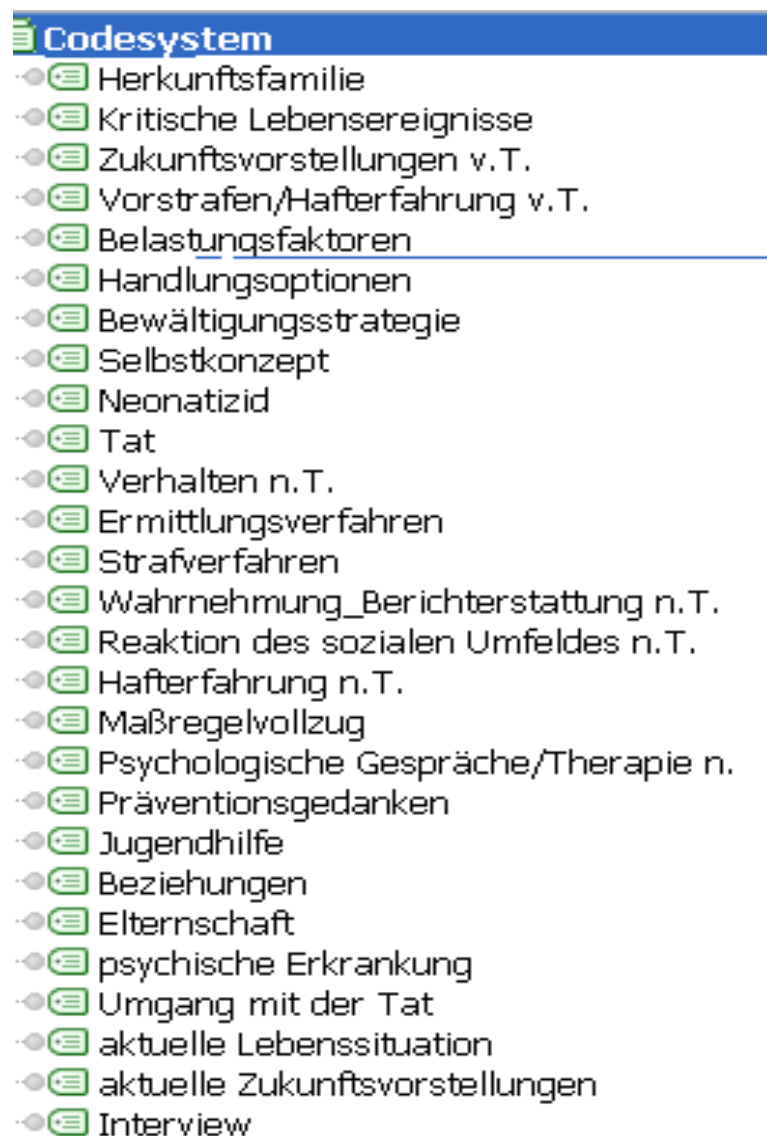 Codesystem
Herkunftsfamilie
Kritische Lebensereignisse
Zukunftsvorstellungen v.T.
Vorstrafen/Hafterfahrung v.T.
Belastungsfaktoren
Handlungsoptionen
Bewältigungsstrategie
Selbstkonzept
Neonatizid
Tat
Verhalten n.T.
Ermittlungsverfahren
Strafverfahren
Wahrnehmung_Berichterstattung n.T.
Reaktion des sozialen Umfeldes n.T.
Hafterfahrung n.T.
Maßregelvollzug
Psychologische Gespräche/Therapie n.
Präventionsgedanken
Jugendhilfe
Beziehungen
Elternschaft
psychische Erkrankung
Umgang mit der Tat
aktuelle Lebenssituation
aktuelle Zukunftsvorstellungen
Interview